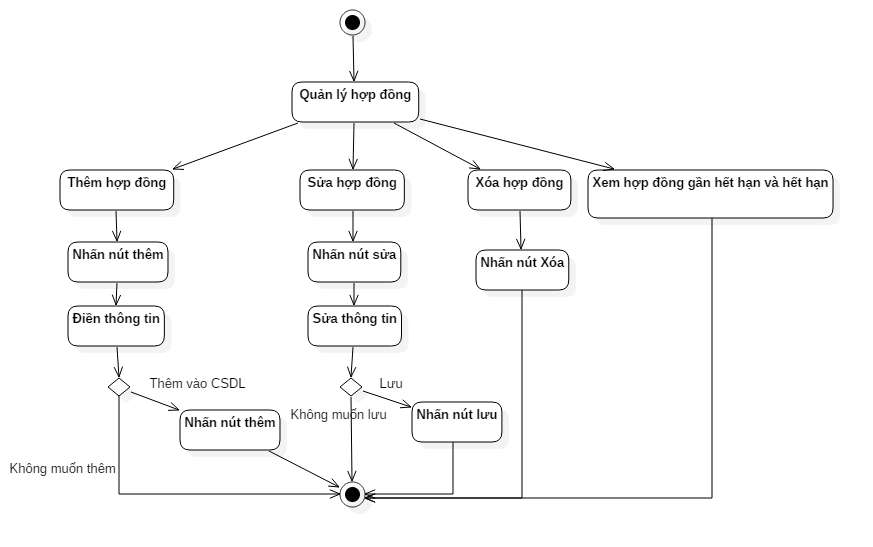 Quản lý hợp đồng
Thêm hợp đồng
Sửa hợp đồng
Xóa hợp đồng
Xem hợp đồng gần hết hạn và hết hạn
Nhấn nút thêm
Nhấn nút sửa
Nhấn nút Xóa
Điền thông tin
Sửa thông tin
Thêm vào CSDL
Lưu
Nhấn nút thêm
Không muốn lưu
Nhấn nút lưu
Không muốn thêm